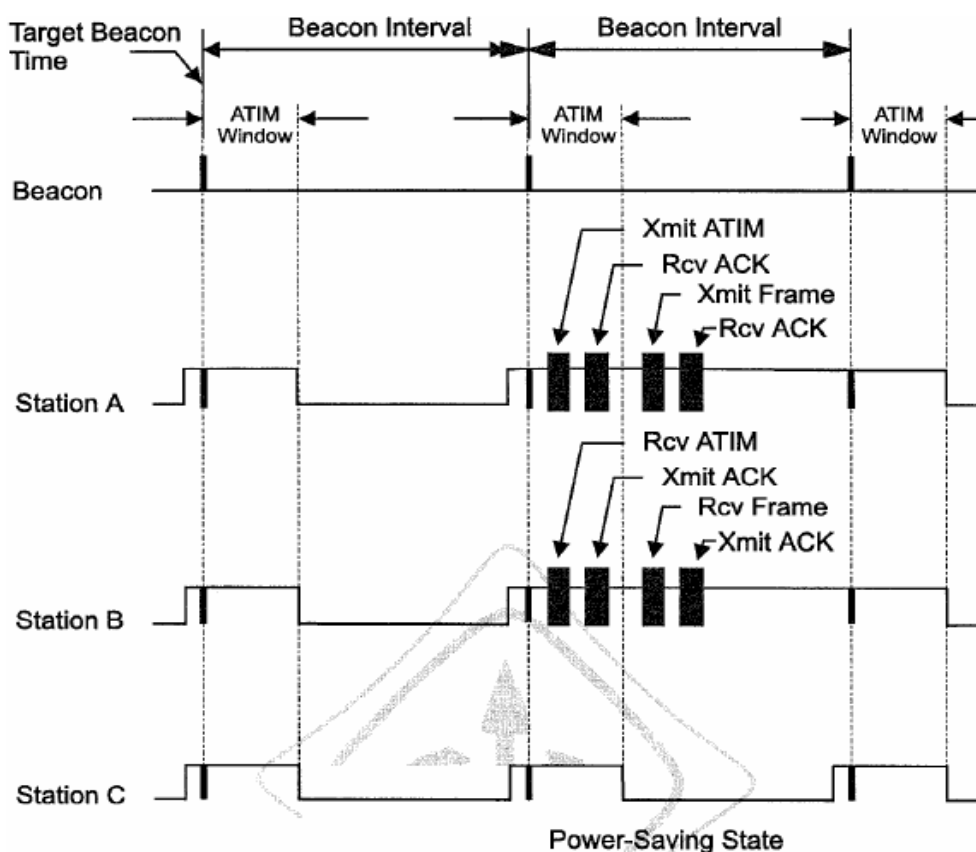 Target Beacon
Time
Beacon Interval
Beacon Interval
ATIM
Window
ATIM
Window
ATIM
Window
Beacon
Xmit ATIM
Rcv ACK
Xmit Frame
Rcv ACK
Station A
Rcv ATIM
Xmit ACK
Rcv Frame
Xmit ACK
Station B
Station C
Power-Saving State